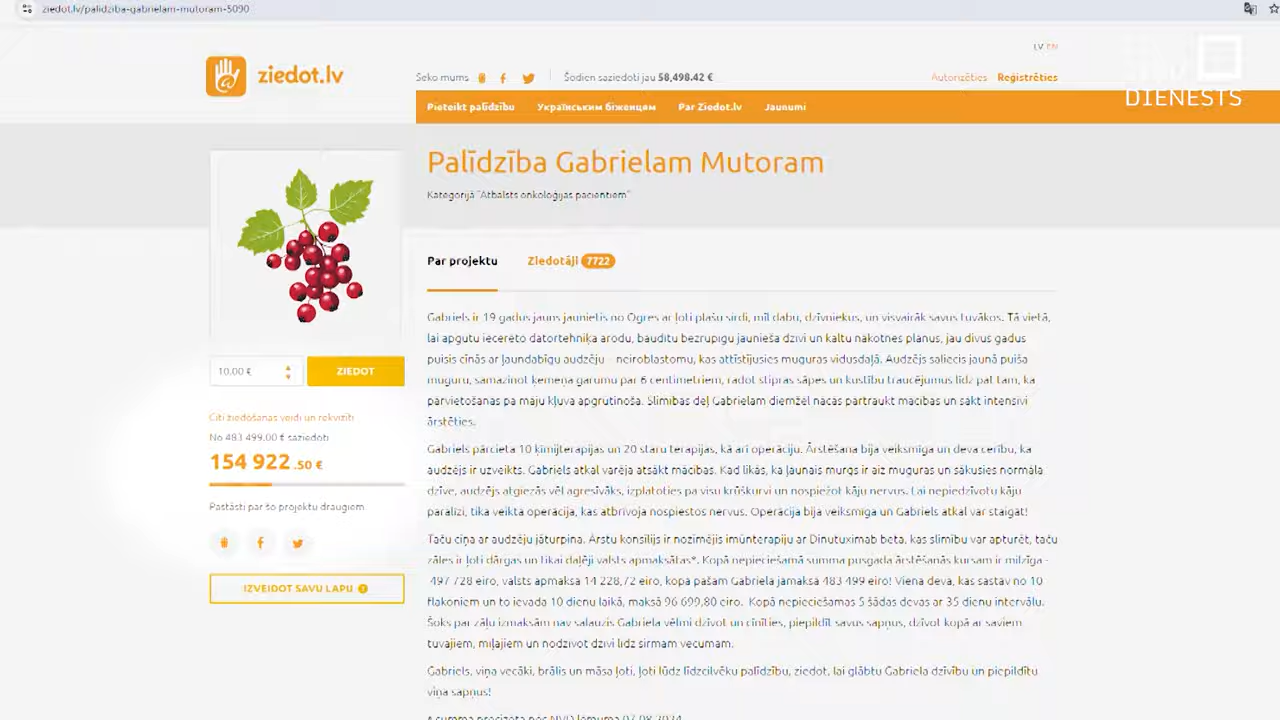 ziedot.lv/palidziba-gabrielam-mutoram-5090
LV EN
ziedot.lv
Seko mums
Šodien saziedoti jau 58,498.42 €
Autorizēties Reģistrēties
DIENESTS
Pieteikt palīdzību Українським біженцям Par Ziedot.lv Jaunumi
Palīdzība Gabrielam Mutoram
Kategorijā "Atbalsts onkoloģijas pacientiem"
Par projektu Ziedotāji 7722
10.00 € ZIEDOT
Citi ziedošanas veidi un rekvizīti
No 483 499.00 € saziedoti
154 922.50 €
Pastāsti par šo projektu draugiem
IZVEIDOT SAVU LAPU
Gabriels ir 19 gadus jauns jaunietis no Ogres ar ļoti plašu sirdi, mīl dabu, dzīvniekus, un visvairāk savus tuvākos. Tā vietā,
lai apgūtu iecerēto datortehniķa arodu, baudītu bezrūpīgu jaunieša dzīvi un kaltu nākotnes plānus, jau divus gadus
puisis cīnās ar ļaundabīgu audzēju - neiroblastomu, kas attīstījusies muguras vidusdaļā. Audzējs saliecis jaunā puiša
muguru, samazinot ķermeņa garumu par 6 centimetriem, radot stipras sāpes un kustību traucējumus līdz pat tam, ka
pārvietošanās pa māju kļuva apgrūtinoša. Slimības dēļ Gabrielam diemžēl nācās pārtraukt mācības un sākt intensīvi
ārstēties.
Gabriels pārcieta 10 ķīmijterapijas un 20 staru terapijas, kā arī operāciju. Ārstēšana bija veiksmīga un deva cerību, ka
audzējs ir uzveikts. Gabriels atkal varēja atsākt mācības. Kad likās, ka ļaunais murgs ir aiz muguras un sākusies normāla
dzīve, audzējs atgriezās vēl agresīvāks, izplatoties pa visu krūškurvi un nospiežot kāju nervus. Lai nepiedzīvotu kāju
paralīzi, tika veikta operācija, kas atbrīvoja nospiestos nervus. Operācija bija veiksmīga un Gabriels atkal var staigāt!
Taču cīņa ar audzēju jāturpina. Ārstu konsilijs ir nozīmējis imūnterapiju ar Dinutuximab beta, kas slimību var apturēt, taču
zāles ir ļoti dārgas un tikai daļēji valsts apmaksātas*. Kopā nepieciešamā summa pusgada ārstēšanās kursam ir milzīga -
497 728 eiro, valsts apmaksā 14 228,72 eiro, kopā pašam Gabrielā jāmaksā 483 499 eiro! Viena deva, kas sastāv no 10
flakoniem un to ievada 10 dienu laikā, maksā 96 699,80 eiro. Kopā nepieciešamas 5 šādas devas ar 35 dienu intervālu.
Šoks par zāļu izmaksām nav salauzis Gabriela vēlmi dzīvot un cīnīties, piepildīt savus sapņus, dzīvot kopā ar saviem
tuvajiem, mīļajiem un nodzīvot dzīvi līdz sirmam vecumam.
Gabriels, viņa vecāki, brālis un māsa ļoti, ļoti lūdz līdzcilvēku palīdzību, ziedot, lai glābtu Gabriela dzīvību un piepildītu
viņa sapņus!
summa precizēta pēc NVD lēmuma 07.08.2024